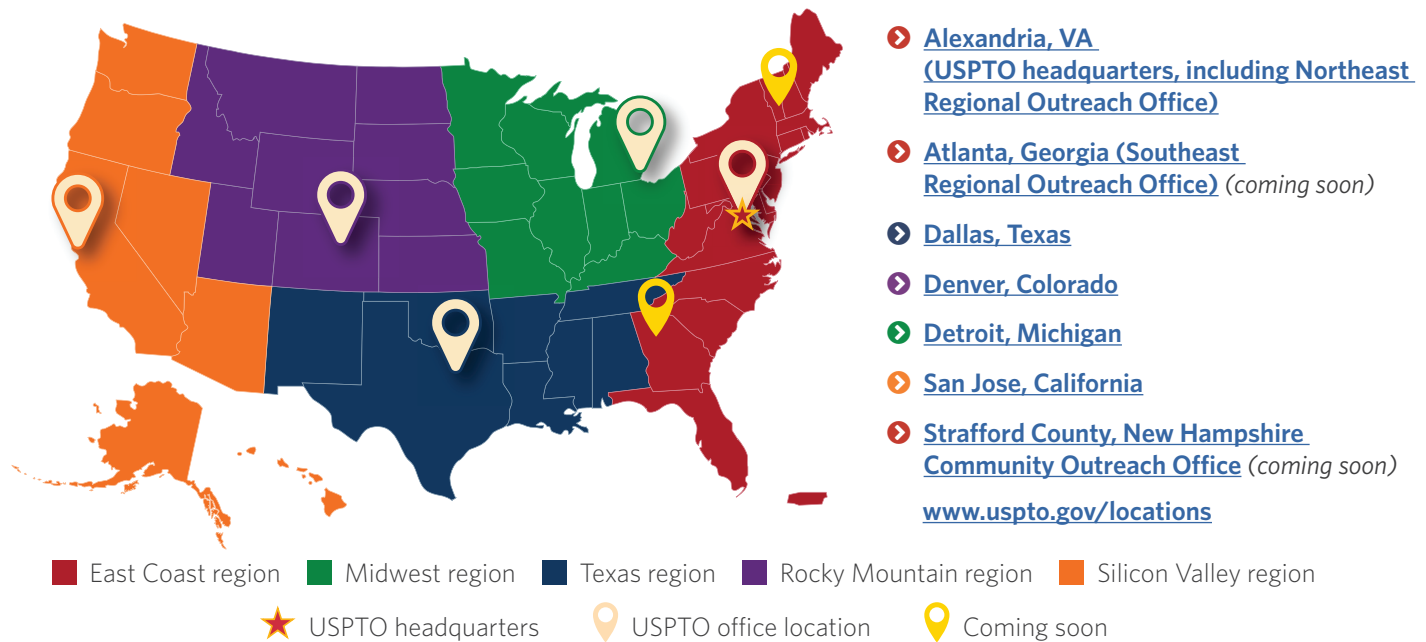 Alexandria, VA
(USPTO headquarters, including Northeast
Regional Outreach Office)
Atlanta, Georgia (Southeast
Regional Outreach Office) (coming soon)
Dallas, Texas
Denver, Colorado
Detroit, Michigan
San Jose, California
Strafford County, New Hampshire
Community Outreach Office (coming soon)
www.uspto.gov/locations
East Coast region Midwest region Texas region Rocky Mountain region Silicon Valley region
USPTO headquarters USPTO office location Coming soon